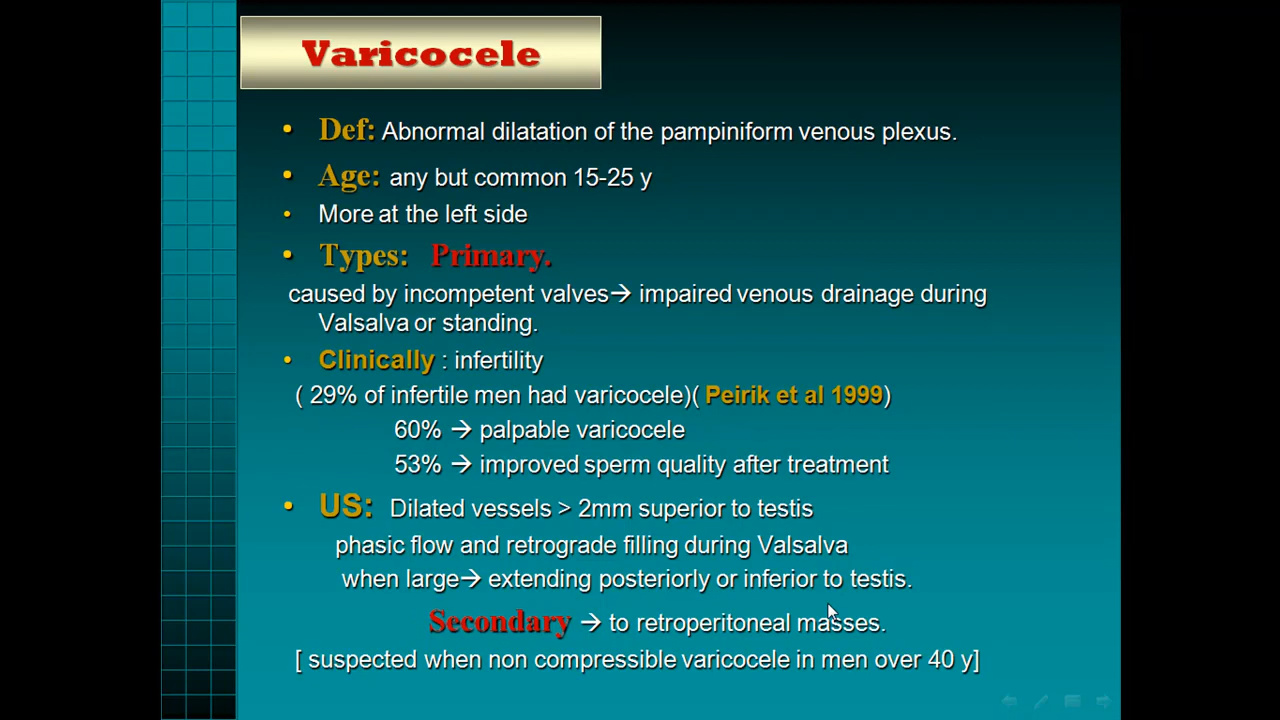 Varicocele
• Def: Abnormal dilatation of the pampiniform venous plexus.
• Age: any but common 15-25 y
• More at the left side
• Types: Primary.
caused by incompetent valves→ impaired venous drainage during
Valsalva or standing.
• Clinically : infertility
( 29% of infertile men had varicocele)( Peirik et al 1999)
60% → palpable varicocele
53% → improved sperm quality after treatment
• US: Dilated vessels > 2mm superior to testis
phasic flow and retrograde filling during Valsalva
when large→ extending posteriorly or inferior to testis.
Secondary → to retroperitoneal masses.
[ suspected when non compressible varicocele in men over 40 y]